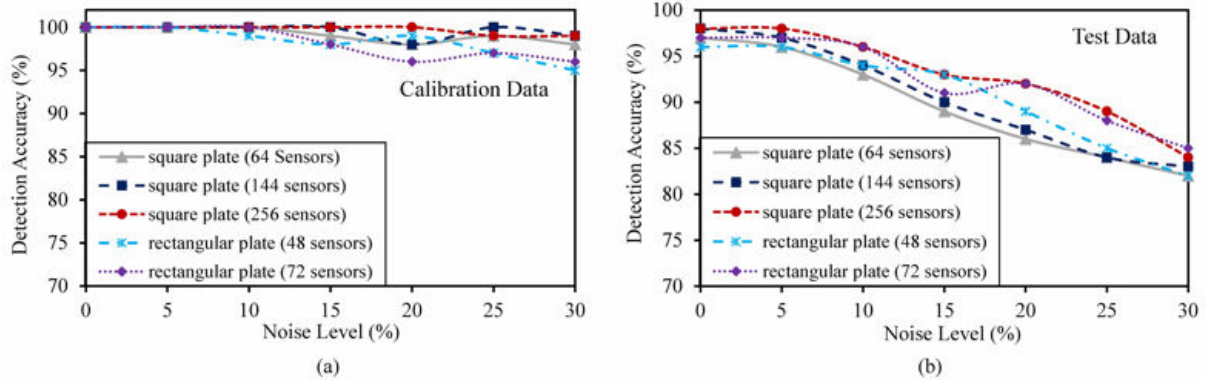 100
95
90
85
80
75
70
Detection Accuracy (%)
Calibration Data
square plate (64 Sensors)
square plate (144 sensors)
square plate (256 sensors)
rectangular plate (48 sensors)
rectangular plate (72 sensors)
0 5 10 15 20 25 30
Noise Level (%)
(a)
100
95
90
85
80
75
70
Detection Accuracy (%)
Test Data
square plate (64 sensors)
square plate (144 sensors)
square plate (256 sensors)
rectangular plate (48 sensors)
rectangular plate (72 sensors)
0 5 10 15 20 25 30
Noise Level (%)
(b)